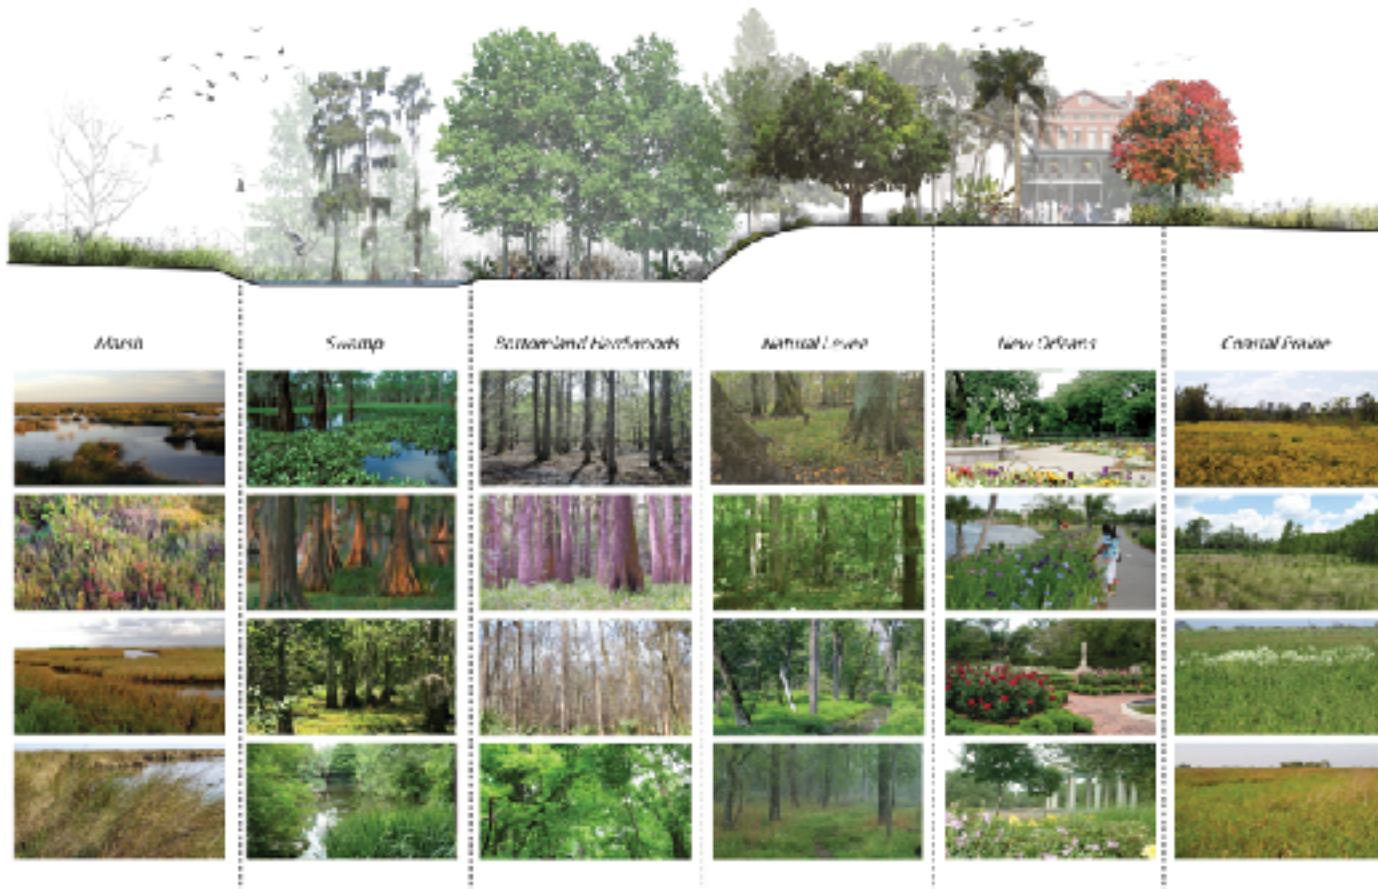 Marsh
Swamp
Bottomland Hardwoods
Natural Levee
New Orleans
Coastal Prairie